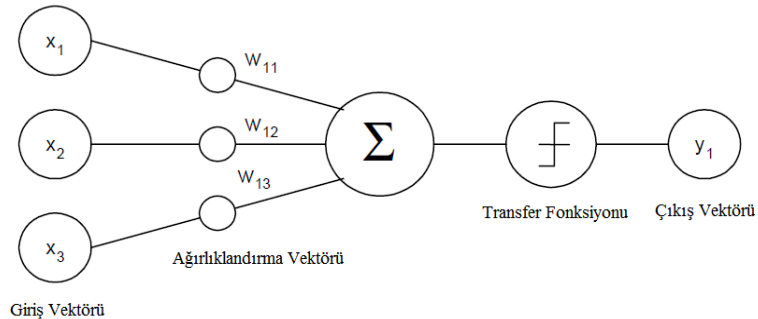 x1
W11
x2
W12
Σ
y1
W13
x3
Transfer Fonksiyonu
Çıkış Vektörü
Ağırlıklandırma Vektörü
Giriş Vektörü